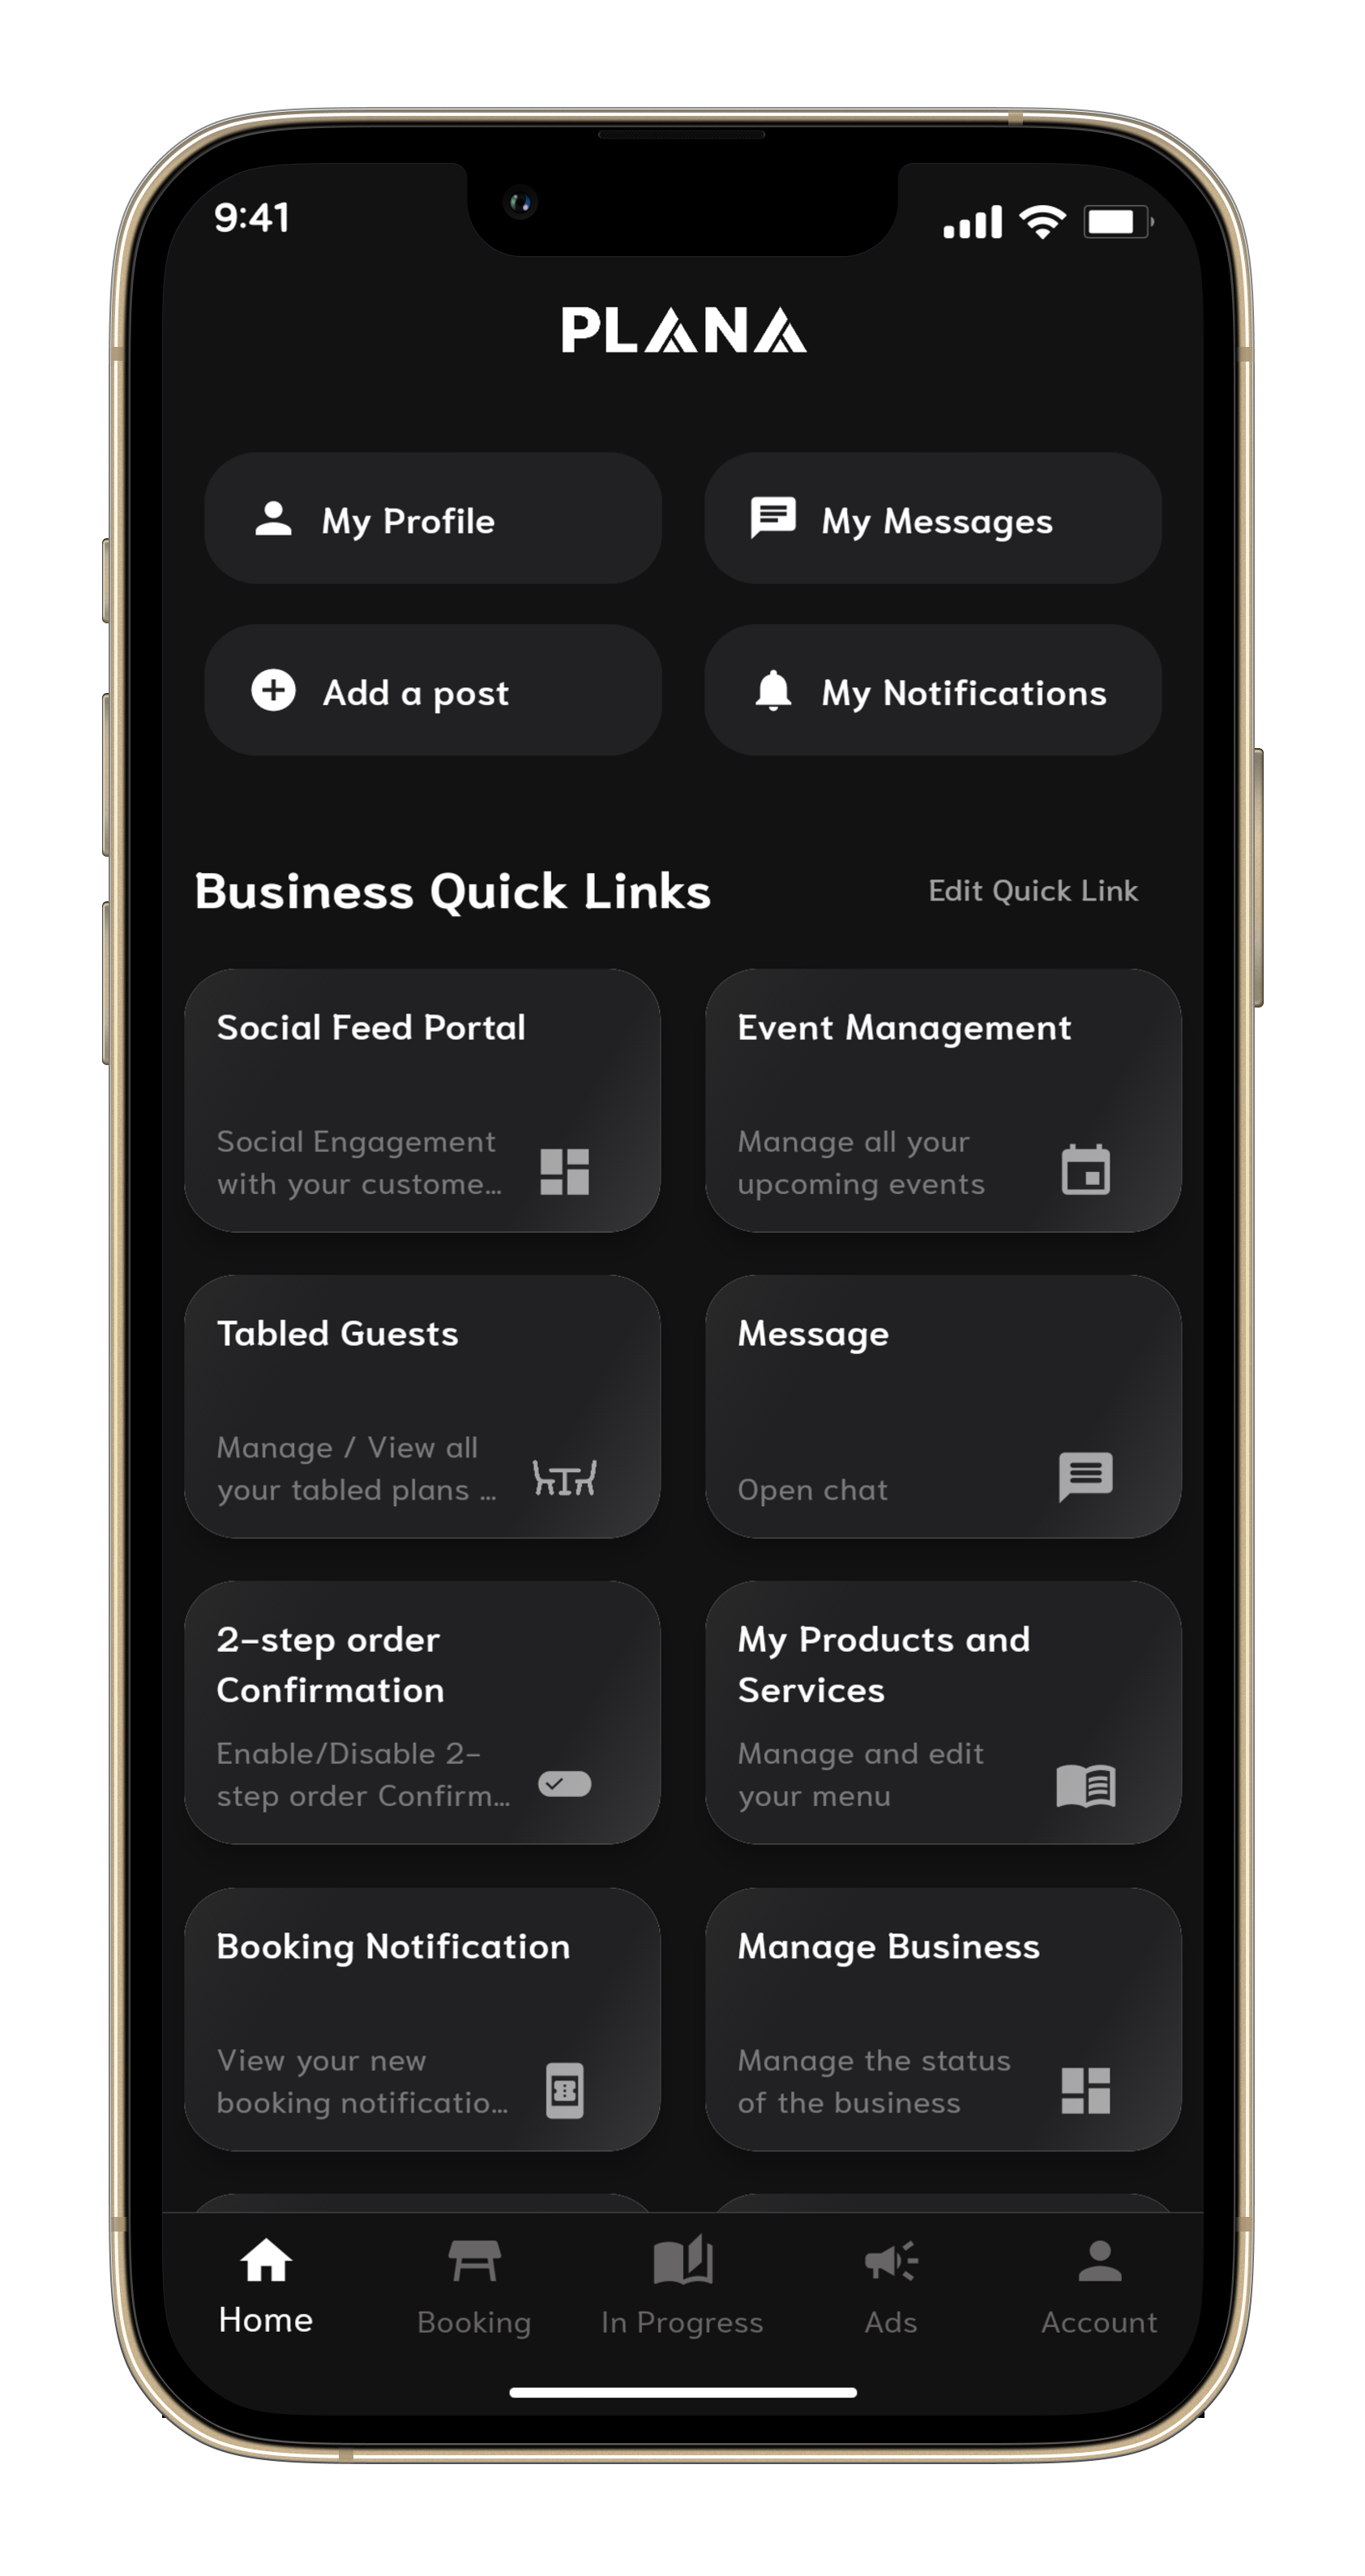 9:41
PLANA
My Profile
My Messages
Add a post
My Notifications
Business Quick Links
Edit Quick Link
Social Feed Portal
Social Engagement
with your custome...
Event Management
Manage all your
upcoming events
Tabled Guests
Manage / View all
your tabled plans ...
Message
Open chat
2-step order
Confirmation
Enable/Disable 2-
step order Confirm...
My Products and
Services
Manage and edit
your menu
Booking Notification
View your new
booking notificatio...
Manage Business
Manage the status
of the business
Home
Booking
In Progress
Ads
Account